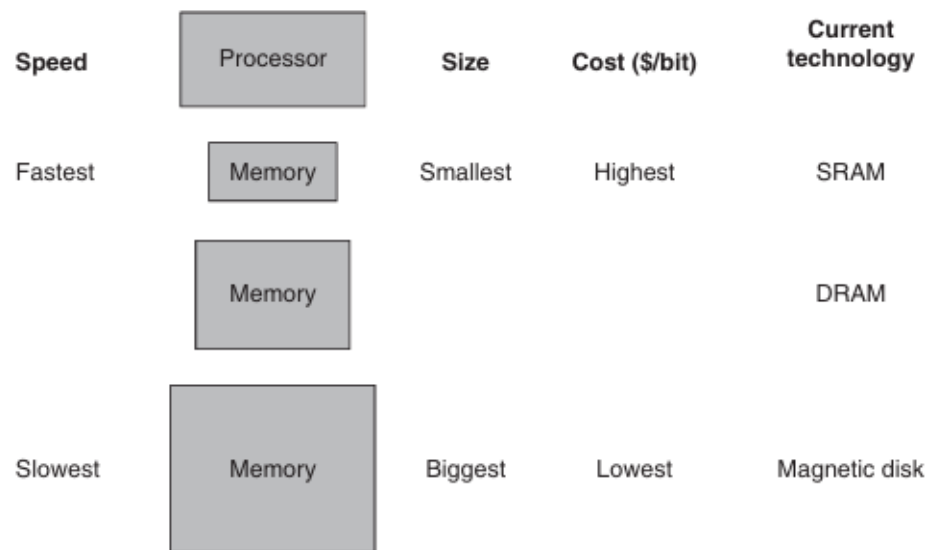 Speed Processor Size Cost ($/bit) Current
technology
Fastest Memory Smallest Highest SRAM
Memory DRAM
Slowest Memory Biggest Lowest Magnetic disk